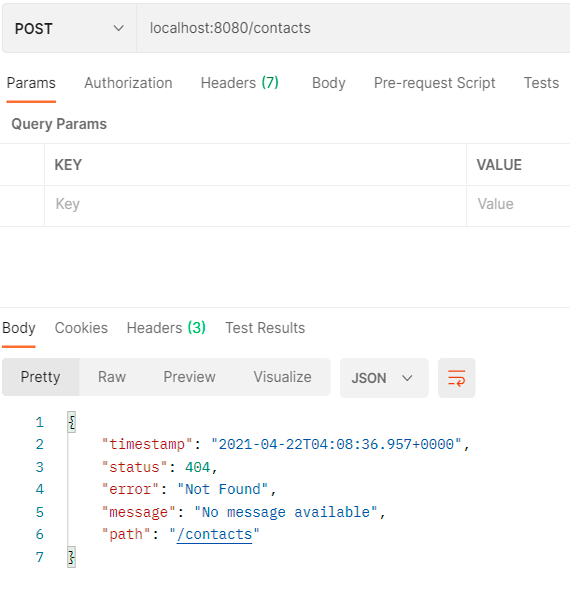 POST localhost:8080/contacts
Params Authorization Headers (7) Body Pre-request Script Tests
Query Params
KEY VALUE
Key Value
Body Cookies Headers (3) Test Results
Pretty Raw Preview Visualize JSON
1 {
2 "timestamp": "2021-04-22T04:08:36.957+0000",
3 "status": 404,
4 "error": "Not Found",
5 "message": "No message available",
6 "path": "/contacts"
7 }